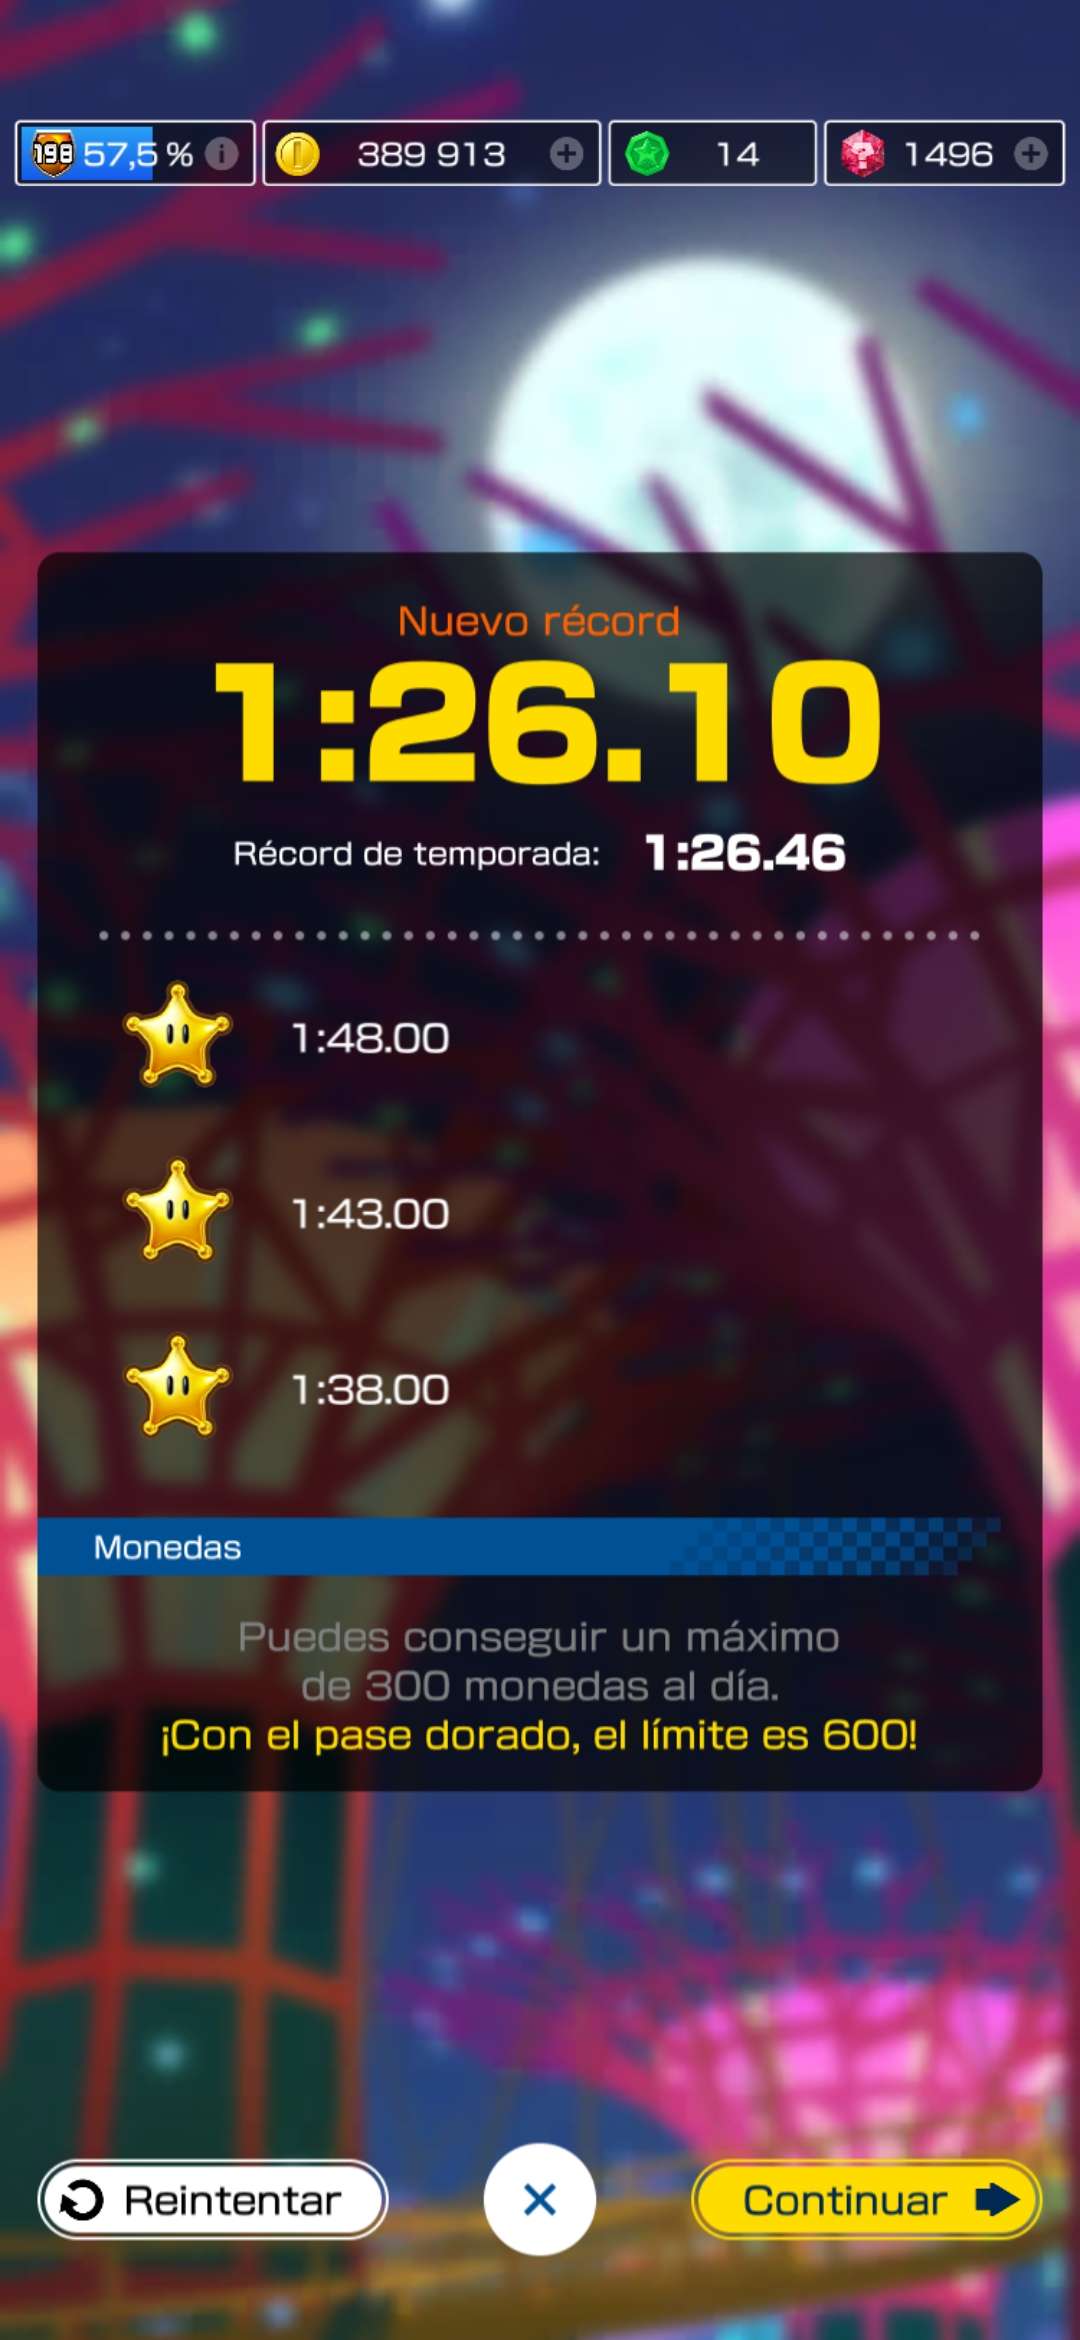 198 57,5 % i 389 913 + 14 ? 1496 +
Nuevo récord
1:26.10
Récord de temporada: 1:26.46
1:48.00
1:43.00
1:38.00
Monedas
Puedes conseguir un máximo
de 300 monedas al día.
¡Con el pase dorado, el límite es 600!
Reintentar × Continuar